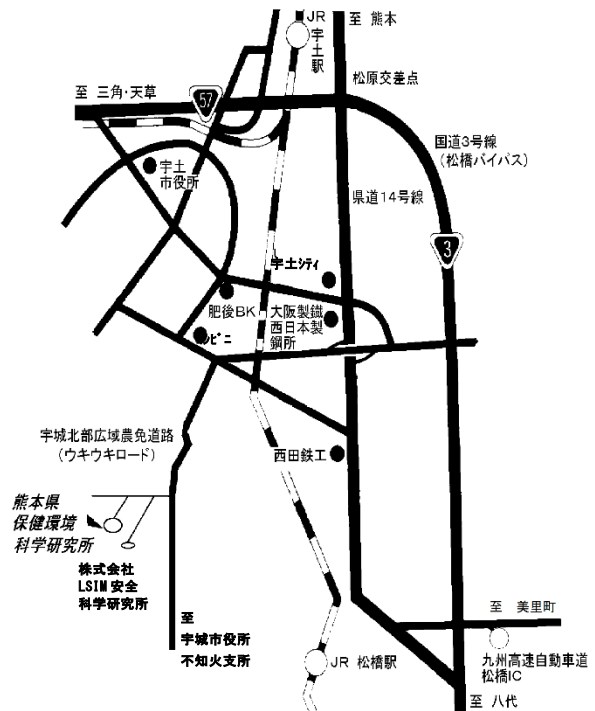 JR
宇土駅
至 熊本
松原交差点
至 三角・天草
57
国道3号線
(松橋バイパス)
宇土
市役所
県道14号線
3
宇土シティ
肥後BK
大阪製鐵
西日本製
鋼所
コンビニ
宇城北部広域農免道路
(ウキウキロード)
西田鉄工
熊本県
保健環境
科学研究所
株式会社
LSIM安全
科学研究所
至
宇城市役所
不知火支所
至 美里町
JR 松橋駅
九州高速自動車道
松橋IC
至 八代